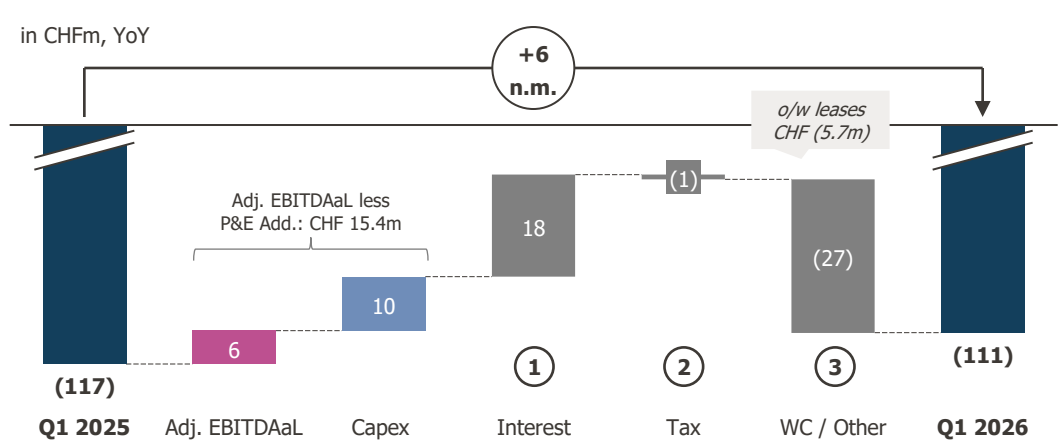 in CHFm, YoY
+6
n.m.
o/w leases
CHF (5.7m)
Adj. EBITDAaL less
P&E Add.: CHF 15.4m
(1)
18
(27)
10
6
(117)
1
2
3
(111)
Q1 2025
Adj. EBITDAaL
Capex
Interest
Tax
WC / Other
Q1 2026